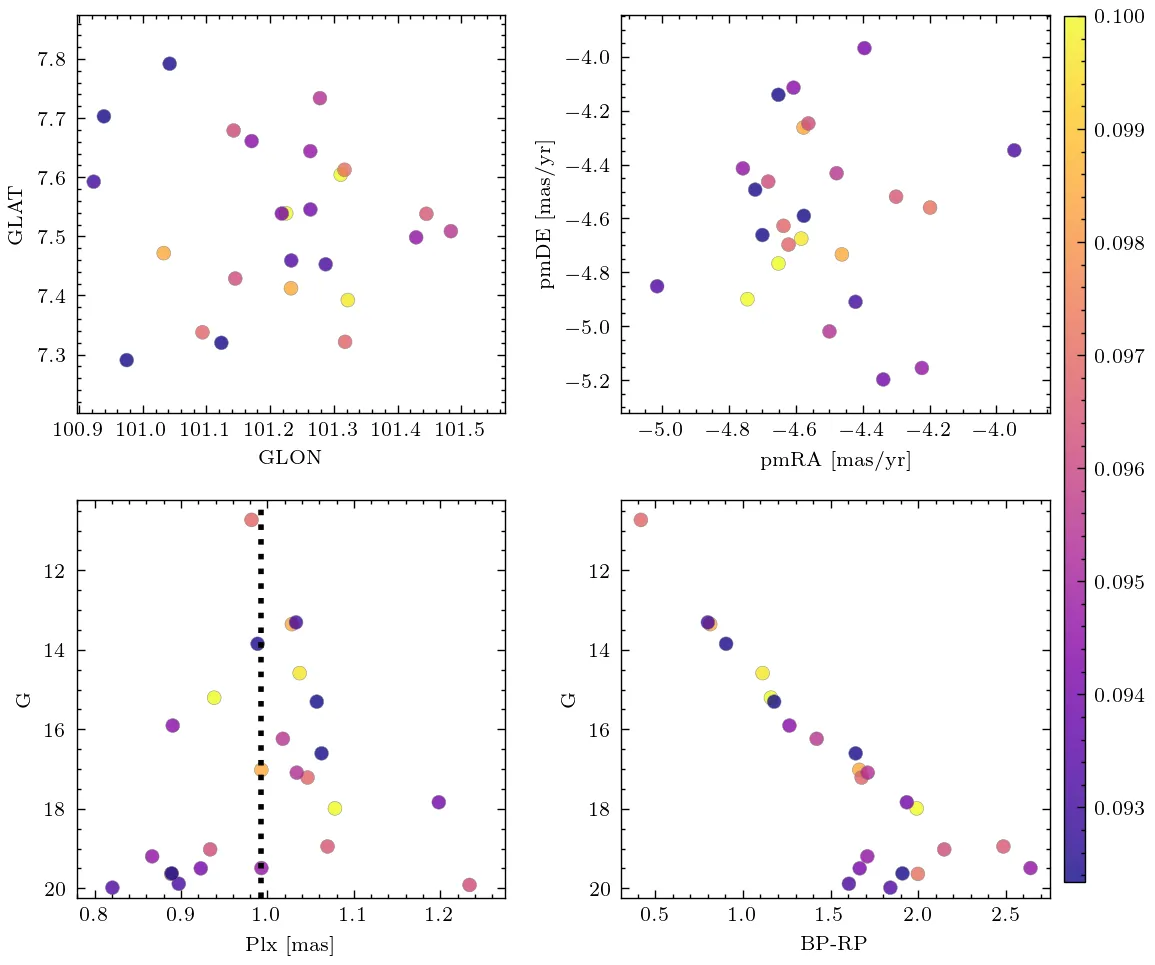 7.8
7.7
7.6
7.5
7.4
7.3
GLAT
100.9 101.0 101.1 101.2 101.3 101.4 101.5
GLON
−4.0
−4.2
−4.4
−4.6
−4.8
−5.0
−5.2
pmDE [mas/yr]
−5.0 −4.8 −4.6 −4.4 −4.2 −4.0
pmRA [mas/yr]
0.100
0.099
0.098
0.097
0.096
0.095
0.094
0.093
12
14
16
18
20
G
0.8 0.9 1.0 1.1 1.2
Plx [mas]
12
14
16
18
20
G
0.5 1.0 1.5 2.0 2.5
BP-RP